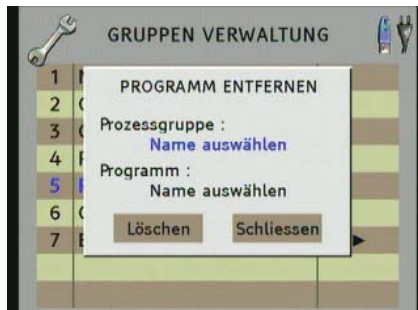 GRUPPEN VERWALTUNG
1
2
3
4
5
6
7
PROGRAMM ENTFERNEN
Prozessgruppe :
Name auswählen
Programm :
Name auswählen
Löschen Schliessen